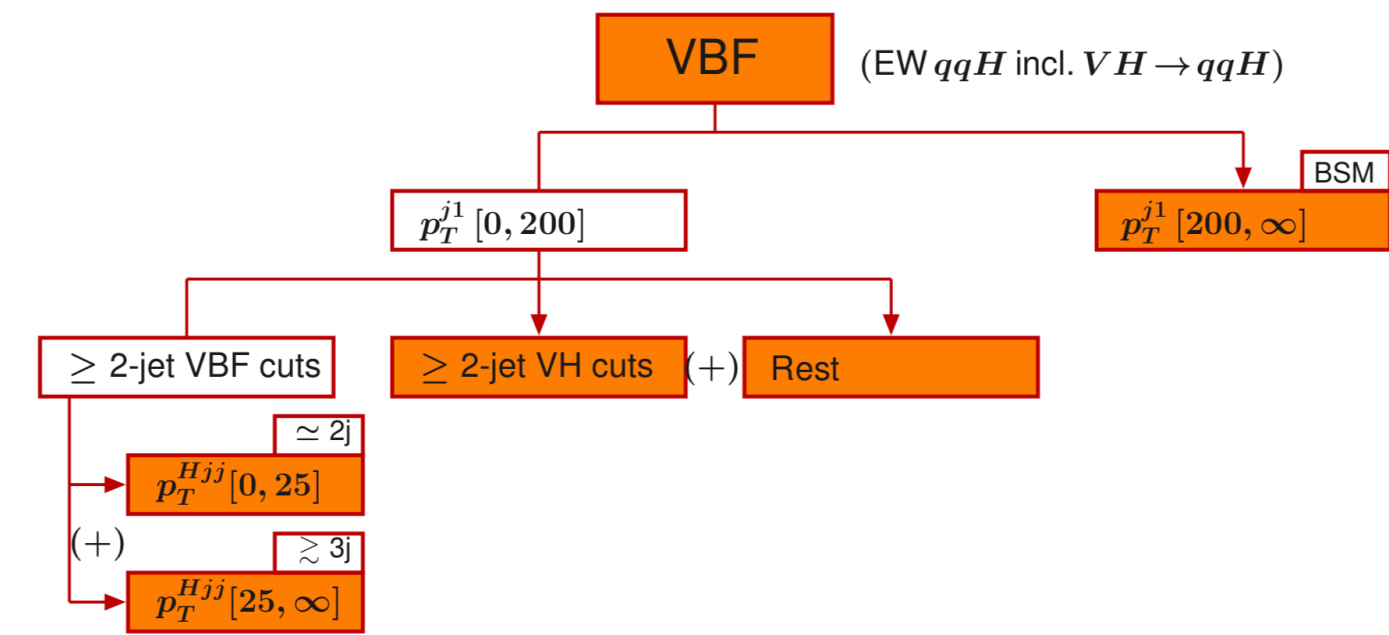 VBF (EW qqH incl. VH → qqH)
BSM
p_T^{j1} [0, 200]
p_T^{j1} [200, ∞]
≥ 2-jet VBF cuts
≥ 2-jet VH cuts
(+)
Rest
≃ 2j
p_T^{Hjj} [0, 25]
(+)
≳ 3j
p_T^{Hjj} [25, ∞]